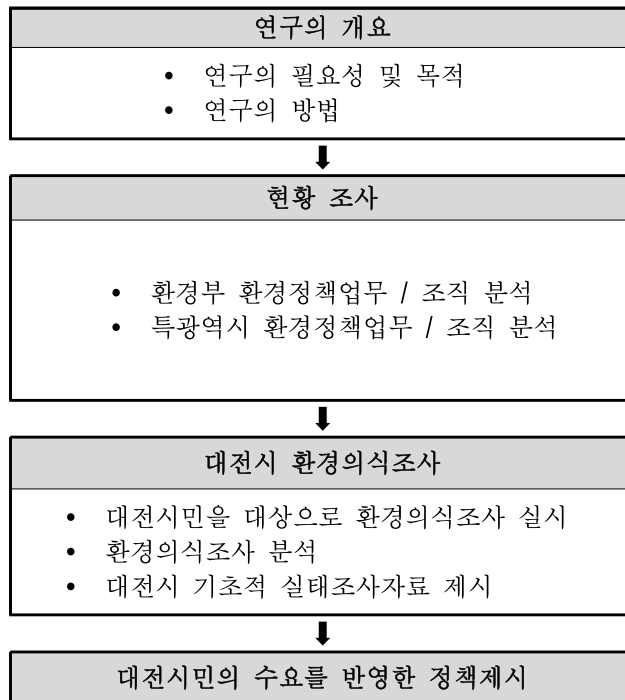 연구의 개요
• 연구의 필요성 및 목적
• 연구의 방법
현황 조사
• 환경부 환경정책업무 / 조직 분석
• 특광역시 환경정책업무 / 조직 분석
대전시 환경의식조사
• 대전시민을 대상으로 환경의식조사 실시
• 환경의식조사 분석
• 대전시 기초적 실태조사자료 제시
대전시민의 수요를 반영한 정책제시